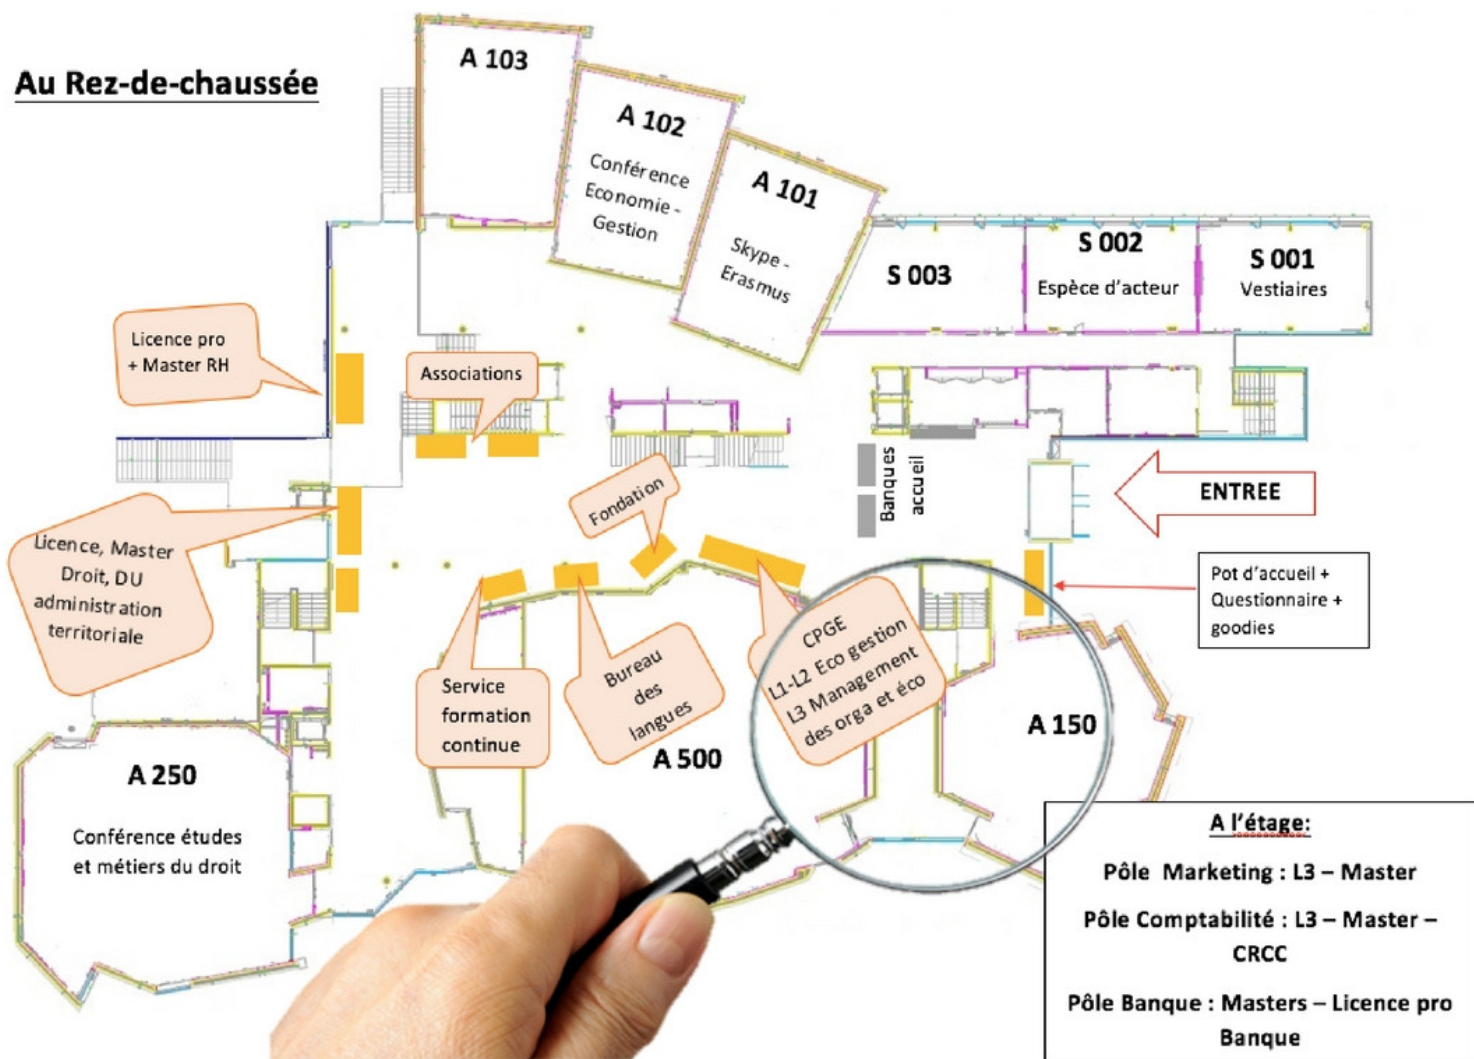 Au Rez-de-chaussée
A 103
A 102
Conférence
Economie -
Gestion
A 101
Skype -
Erasmus
S 003
S 002
Espèce d'acteur
S 001
Vestiaires
Licence pro
+ Master RH
Associations
Fondation
Banques
accueil
ENTREE
Licence, Master
Droit, DU
administration
territoriale
Pot d'accueil +
Questionnaire +
goodies
Service
formation
continue
Bureau
des
langues
CPGE
L1-L2 Eco gestion
L3 Management
des orga et éco
A 500
A 150
A 250
Conférence études
et métiers du droit
A l'étage:
Pôle Marketing : L3 – Master
Pôle Comptabilité : L3 – Master –
CRCC
Pôle Banque : Masters – Licence pro
Banque